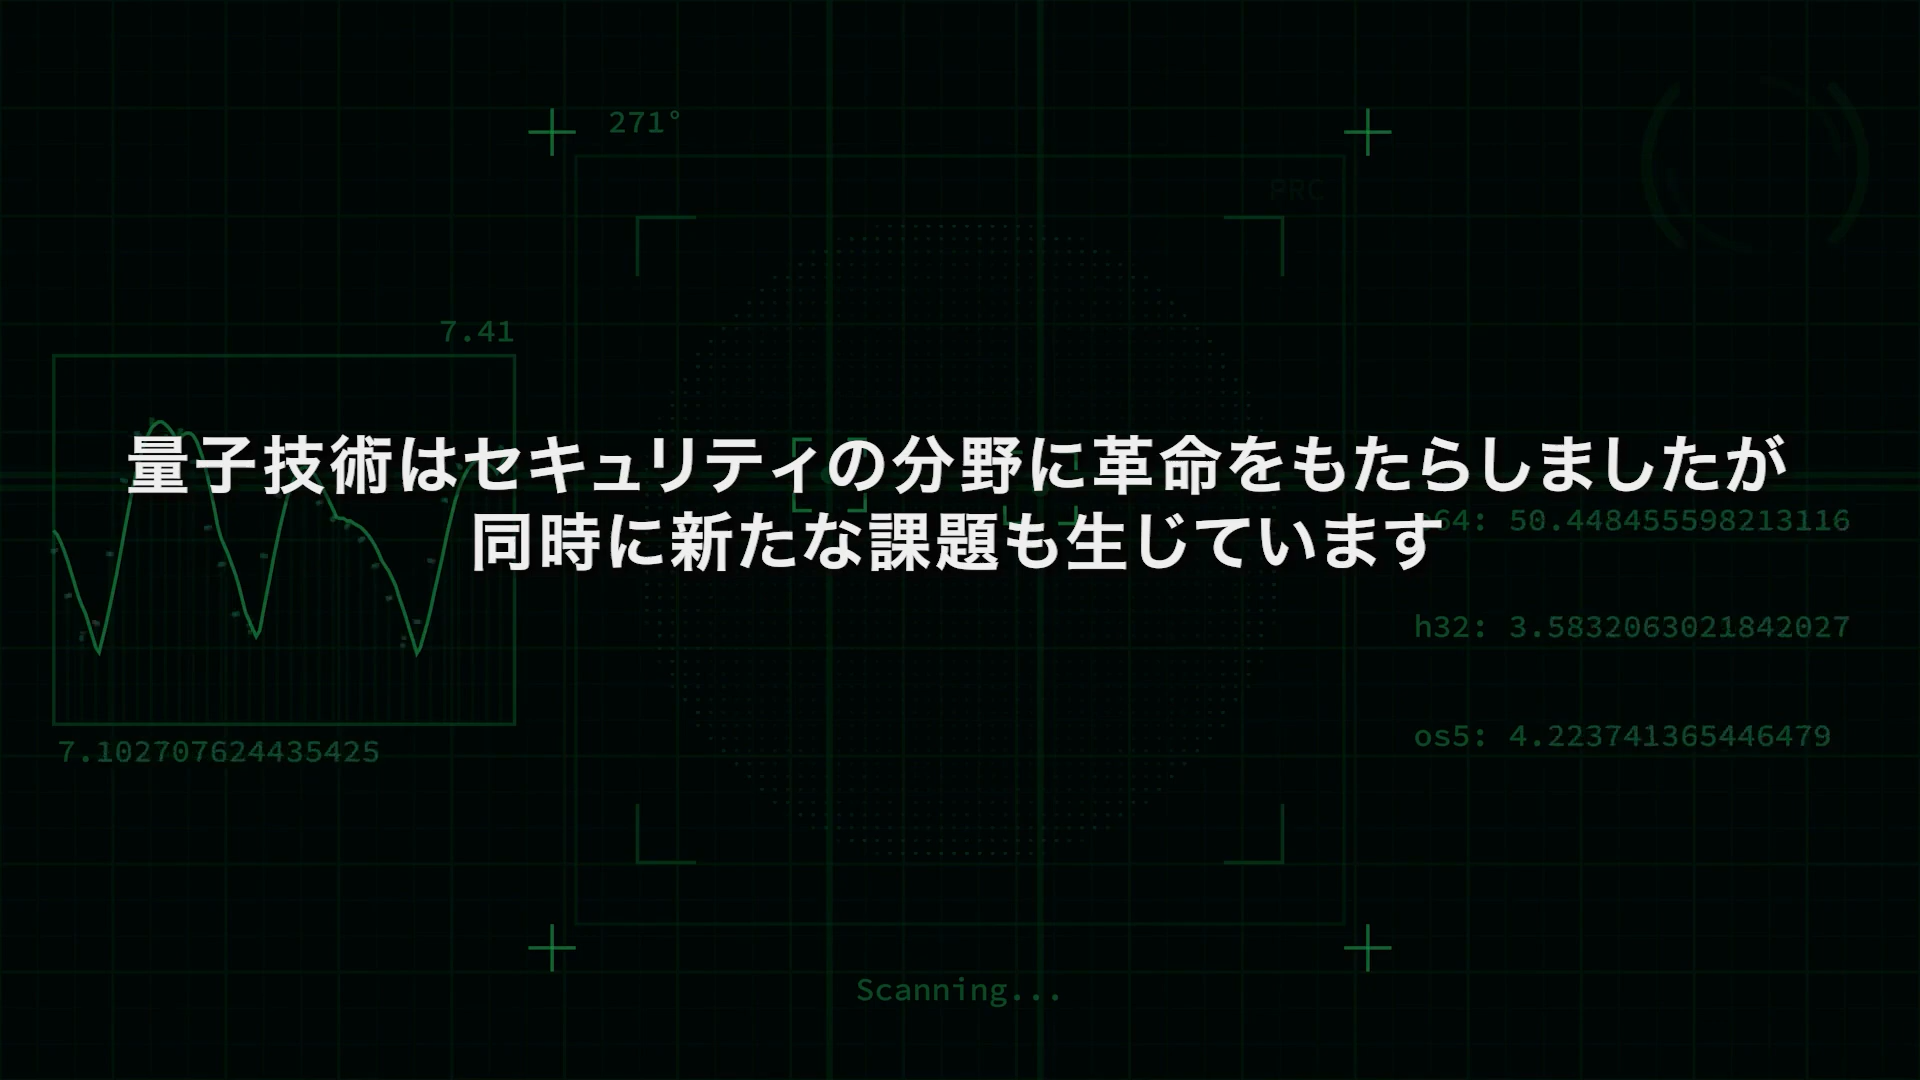 271°
PRC
7.41
量子技術はセキュリティの分野に革命をもたらしましたが
同時に新たな課題も生じています
64: 50.448455598213116
h32: 3.5832063021842027
os5: 4.223741365446479
7.102707624435425
Scanning...